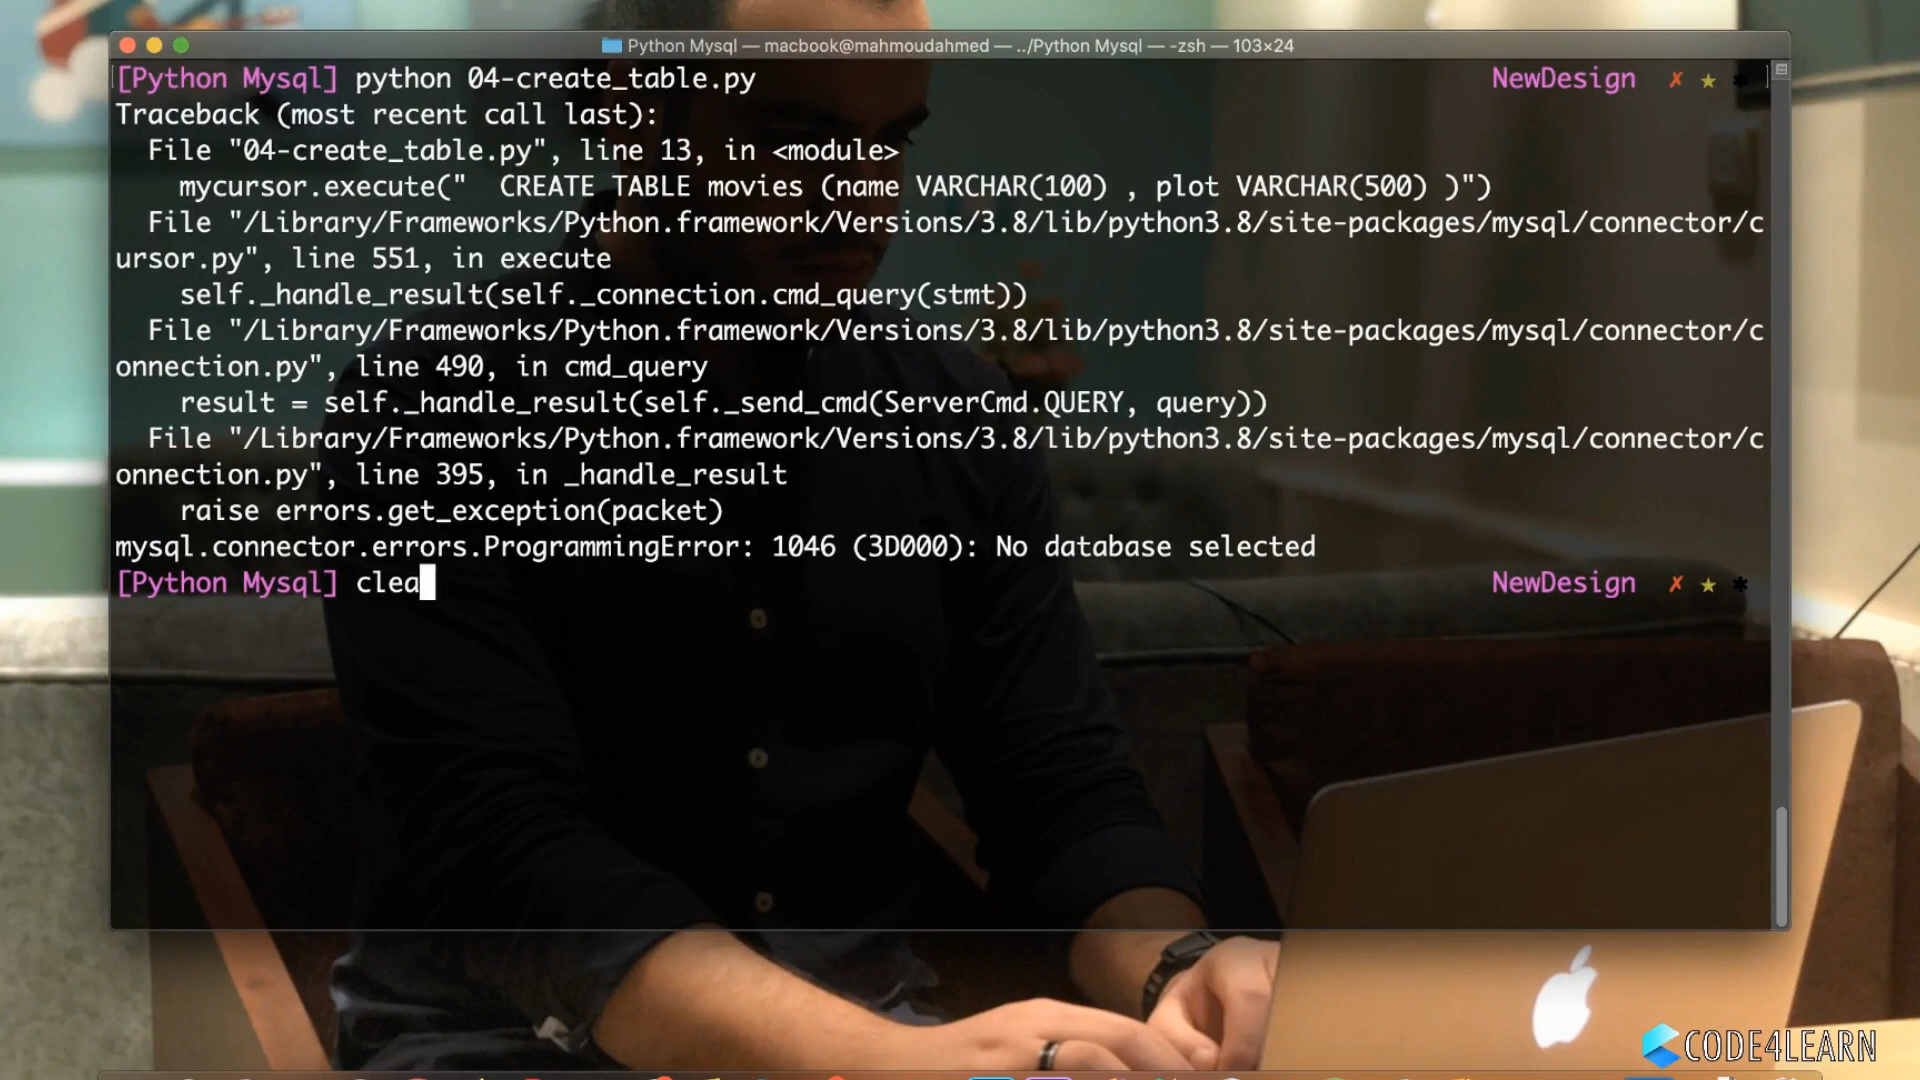 Python Mysql — macbook@mahmoudahmed — ../Python Mysql — -zsh — 103×24
[Python Mysql] python 04-create_table.py NewDesign ✗ ★ ✱
Traceback (most recent call last):
  File "04-create_table.py", line 13, in <module>
    mycursor.execute("  CREATE TABLE movies (name VARCHAR(100) , plot VARCHAR(500) )")
  File "/Library/Frameworks/Python.framework/Versions/3.8/lib/python3.8/site-packages/mysql/connector/c
ursor.py", line 551, in execute
    self._handle_result(self._connection.cmd_query(stmt))
  File "/Library/Frameworks/Python.framework/Versions/3.8/lib/python3.8/site-packages/mysql/connector/c
onnection.py", line 490, in cmd_query
    result = self._handle_result(self._send_cmd(ServerCmd.QUERY, query))
  File "/Library/Frameworks/Python.framework/Versions/3.8/lib/python3.8/site-packages/mysql/connector/c
onnection.py", line 395, in _handle_result
    raise errors.get_exception(packet)
mysql.connector.errors.ProgrammingError: 1046 (3D000): No database selected
[Python Mysql] clea NewDesign ✗ ★ ✱
CODE4LEARN